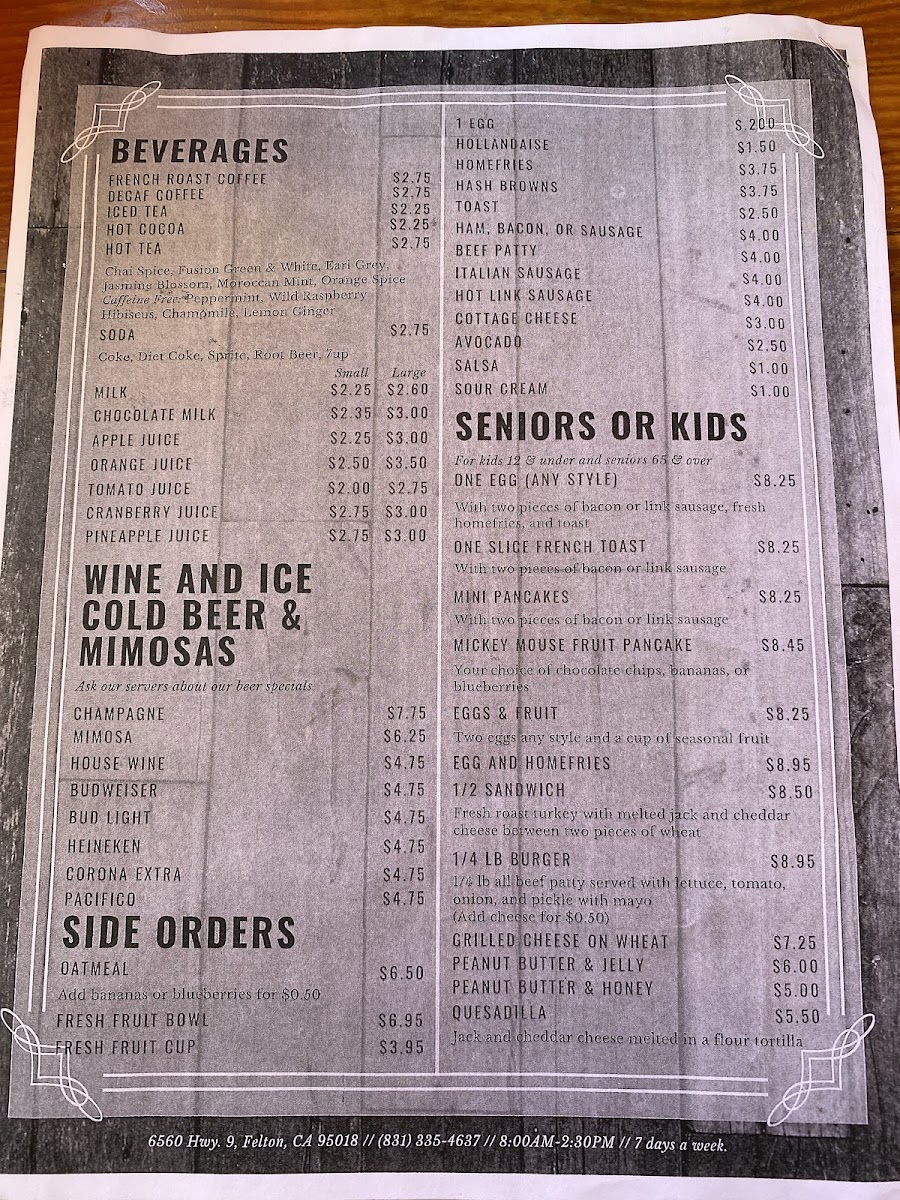 BEVERAGES
FRENCH ROAST COFFEE $2.75
DECAF COFFEE $2.75
ICED TEA $2.25
HOT COCOA $2.25
HOT TEA $2.75
Chai Spice, Fusion Green & White, Earl Grey,
Jasmine Blossom, Moroccan Mint, Orange Spice
Caffeine Free: Peppermint, Wild Raspberry
Hibiscus, Chamomile, Lemon Ginger
SODA $2.75
Coke, Diet Coke, Sprite, Root Beer, 7up
Small Large
MILK $2.25 $2.60
CHOCOLATE MILK $2.35 $3.00
APPLE JUICE $2.25 $3.00
ORANGE JUICE $2.50 $3.50
TOMATO JUICE $2.00 $2.75
CRANBERRY JUICE $2.75 $3.00
PINEAPPLE JUICE $2.75 $3.00
WINE AND ICE
COLD BEER &
MIMOSAS
Ask our servers about our beer specials
CHAMPAGNE $7.75
MIMOSA $6.25
HOUSE WINE $4.75
BUDWEISER $4.75
BUD LIGHT $4.75
HEINEKEN $4.75
CORONA EXTRA $4.75
PACIFICO $4.75
SIDE ORDERS
OATMEAL $6.50
Add bananas or blueberries for $0.50
FRESH FRUIT BOWL $6.95
FRESH FRUIT CUP $3.95
1 EGG $.200
HOLLANDAISE $1.50
HOMEFRIES $3.75
HASH BROWNS $3.75
TOAST $2.50
HAM, BACON, OR SAUSAGE $4.00
BEEF PATTY $4.00
ITALIAN SAUSAGE $4.00
HOT LINK SAUSAGE $4.00
COTTAGE CHEESE $3.00
AVOCADO $2.50
SALSA $1.00
SOUR CREAM $1.00
SENIORS OR KIDS
For kids 12 & under and seniors 65 & over
ONE EGG (ANY STYLE) $8.25
With two pieces of bacon or link sausage, fresh
homefries, and toast
ONE SLICE FRENCH TOAST $8.25
With two pieces of bacon or link sausage
MINI PANCAKES $8.25
With two pieces of bacon or link sausage
MICKEY MOUSE FRUIT PANCAKE $8.45
Your choice of chocolate chips, bananas, or
blueberries
EGGS & FRUIT $8.25
Two eggs any style and a cup of seasonal fruit
EGG AND HOMEFRIES $8.95
1/2 SANDWICH $8.50
Fresh roast turkey with melted jack and cheddar
cheese between two pieces of wheat
1/4 LB BURGER $8.95
1/4 lb all beef patty served with lettuce, tomato,
onion, and pickle with mayo
(Add cheese for $0.50)
GRILLED CHEESE ON WHEAT $7.25
PEANUT BUTTER & JELLY $6.00
PEANUT BUTTER & HONEY $5.00
QUESADILLA $5.50
Jack and cheddar cheese melted in a flour tortilla
6560 Hwy. 9, Felton, CA 95018 // (831) 335-4637 // 8:00AM-2:30PM // 7 days a week.